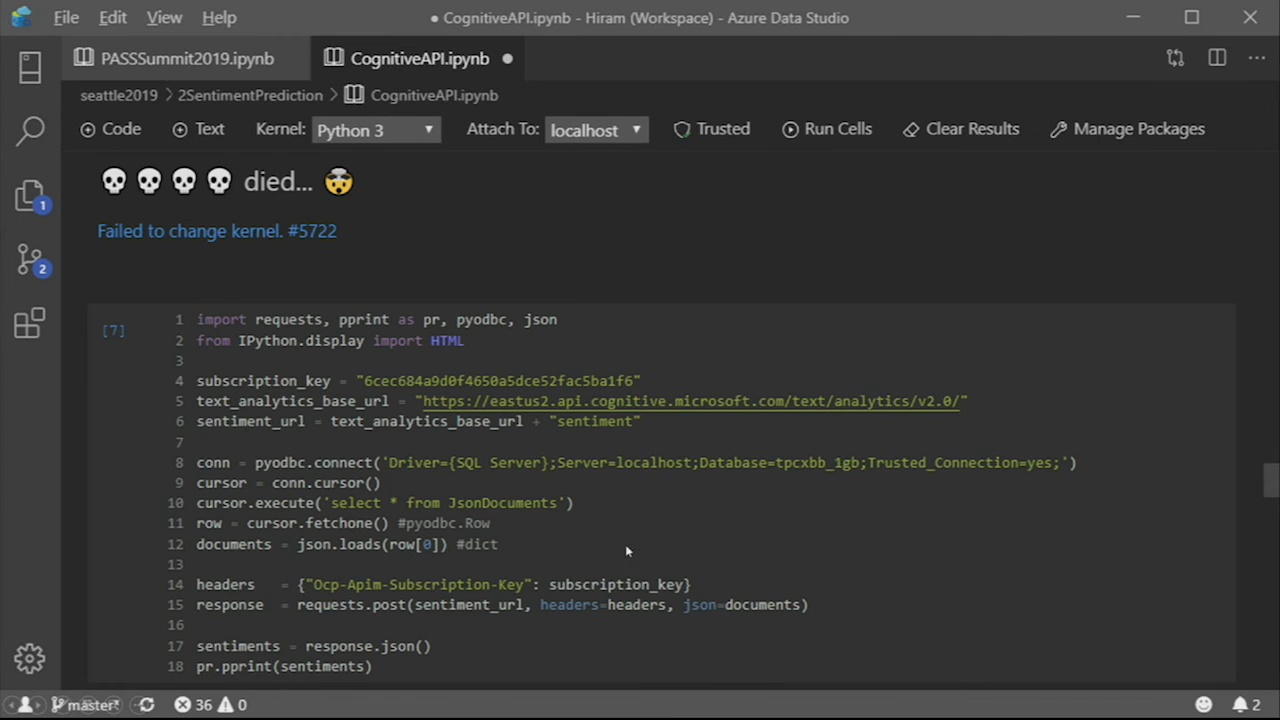 File Edit View Help ● CognitiveAPI.ipynb - Hiram (Workspace) - Azure Data Studio
PASSSummit2019.ipynb CognitiveAPI.ipynb
seattle2019 > 2SentimentPrediction > CognitiveAPI.ipynb
Code Text Kernel: Python 3 Attach To: localhost Trusted Run Cells Clear Results Manage Packages
💀 💀 💀 💀 died... 🤯
1
Failed to change kernel. #5722
2
[7]
1 import requests, pprint as pr, pyodbc, json
2 from IPython.display import HTML
3
4 subscription_key = "6cec684a9d0f4650a5dce52fac5ba1f6"
5 text_analytics_base_url = "https://eastus2.api.cognitive.microsoft.com/text/analytics/v2.0/"
6 sentiment_url = text_analytics_base_url + "sentiment"
7
8 conn = pyodbc.connect('Driver={SQL Server};Server=localhost;Database=tpcxbb_1gb;Trusted_Connection=yes;')
9 cursor = conn.cursor()
10 cursor.execute('select * from JsonDocuments')
11 row = cursor.fetchone() #pyodbc.Row
12 documents = json.loads(row[0]) #dict
13
14 headers = {"Ocp-Apim-Subscription-Key": subscription_key}
15 response = requests.post(sentiment_url, headers=headers, json=documents)
16
17 sentiments = response.json()
18 pr.pprint(sentiments)
master* 36 0 2